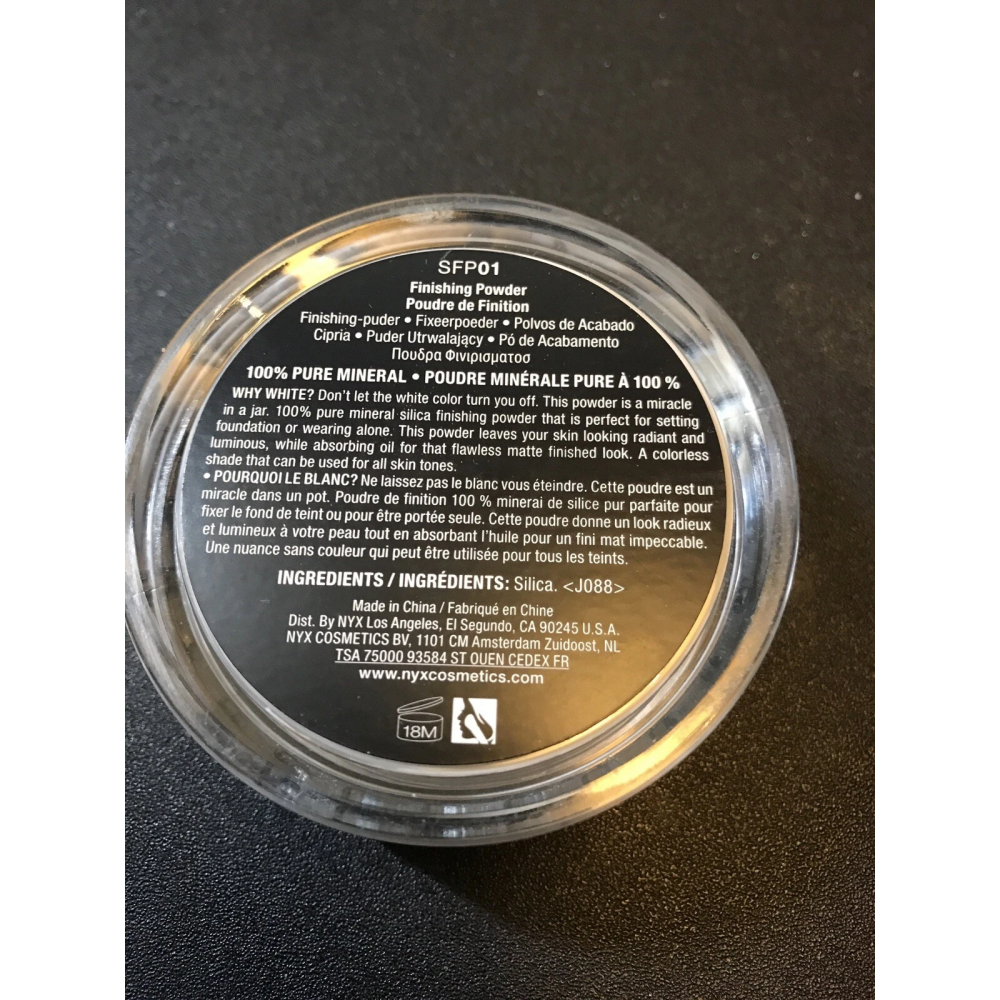 SFP01
Finishing Powder
Poudre de Finition
Finishing-puder • Fixeerpoeder • Polvos de Acabado
Cipria • Puder Utrwalający • Pó de Acabamento
Πουδρα Φινιρισματοσ
100% PURE MINERAL • POUDRE MINÉRALE PURE À 100 %
WHY WHITE? Don't let the white color turn you off. This powder is a miracle
in a jar. 100% pure mineral silica finishing powder that is perfect for setting
foundation or wearing alone. This powder leaves your skin looking radiant and
luminous, while absorbing oil for that flawless matte finished look. A colorless
shade that can be used for all skin tones.
• POURQUOI LE BLANC? Ne laissez pas le blanc vous éteindre. Cette poudre est un
miracle dans un pot. Poudre de finition 100 % minerai de silice pur parfaite pour
fixer le fond de teint ou pour être portée seule. Cette poudre donne un look radieux
et lumineux à votre peau tout en absorbant l'huile pour un fini mat impeccable.
Une nuance sans couleur qui peut être utilisée pour tous les teints.
INGREDIENTS / INGRÉDIENTS: Silica. <J088>
Made in China / Fabriqué en Chine
Dist. By NYX Los Angeles, El Segundo, CA 90245 U.S.A.
NYX COSMETICS BV, 1101 CM Amsterdam Zuidoost, NL
TSA 75000 93584 ST OUEN CEDEX FR
www.nyxcosmetics.com
18M